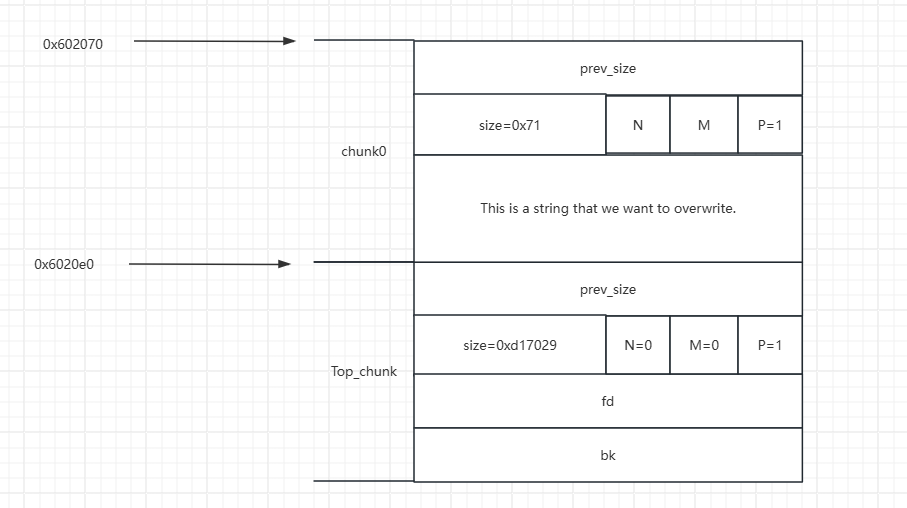 0x602070
prev_size
size=0x71
N
M
P=1
chunk0
This is a string that we want to overwrite.
0x6020e0
prev_size
size=0xd17029
N=0
M=0
P=1
Top_chunk
fd
bk